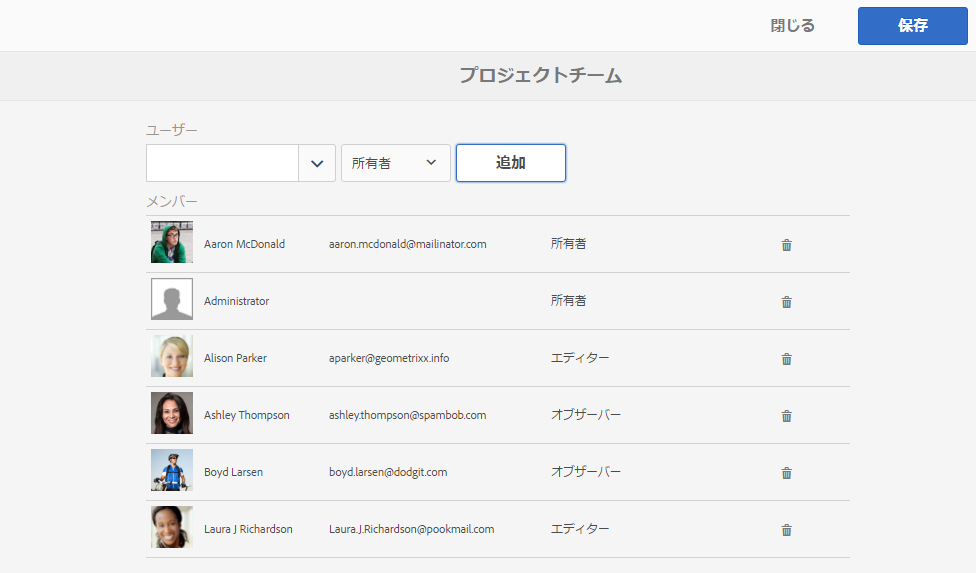 閉じる 保存
プロジェクトチーム
ユーザー
所有者 追加
メンバー
Aaron McDonald aaron.mcdonald@mailinator.com 所有者
Administrator 所有者
Alison Parker aparker@geometrixx.info エディター
Ashley Thompson ashley.thompson@spambob.com オブザーバー
Boyd Larsen boyd.larsen@dodgit.com オブザーバー
Laura J Richardson Laura.J.Richardson@pookmail.com エディター